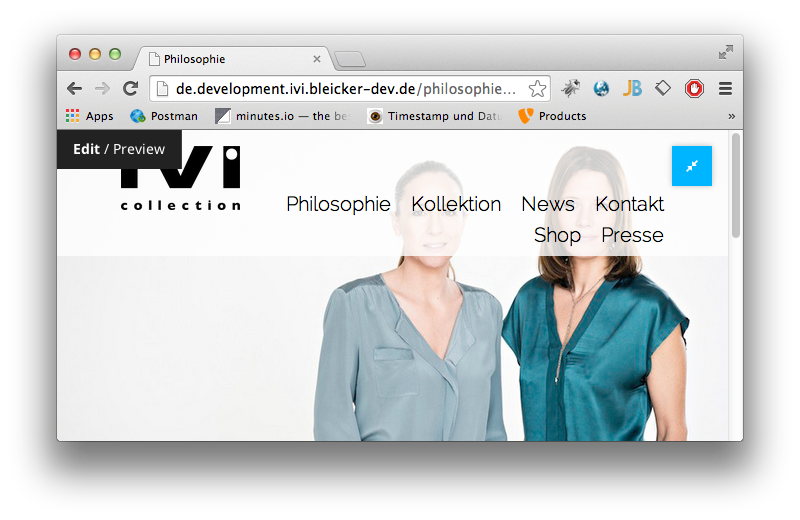 Philosophie
de.development.ivi.bleicker-dev.de/philosophie...
JB
Apps Postman minutes.io — the be Timestamp und Datu Products »
Edit / Preview
ivi
collection
Philosophie Kollektion News Kontakt
Shop Presse